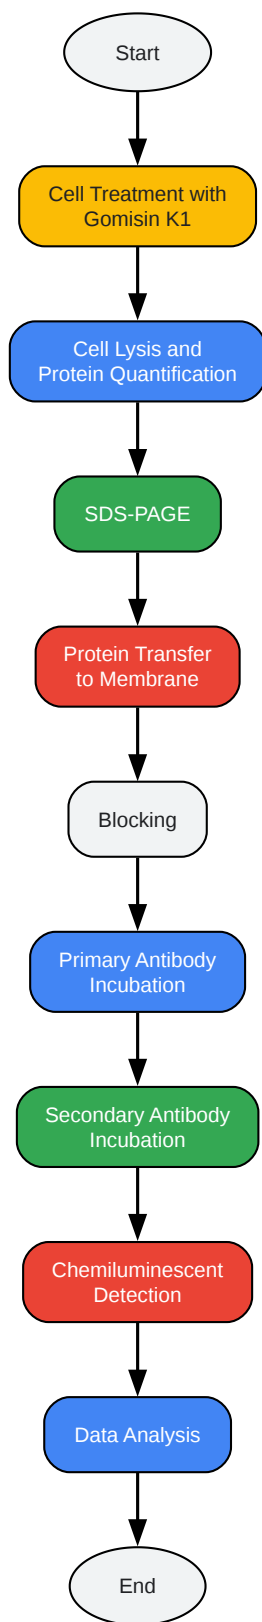 Start
Cell Treatment with
Gomisin K1
Cell Lysis and
Protein Quantification
SDS-PAGE
Protein Transfer
to Membrane
Blocking
Primary Antibody
Incubation
Secondary Antibody
Incubation
Chemiluminescent
Detection
Data Analysis
End